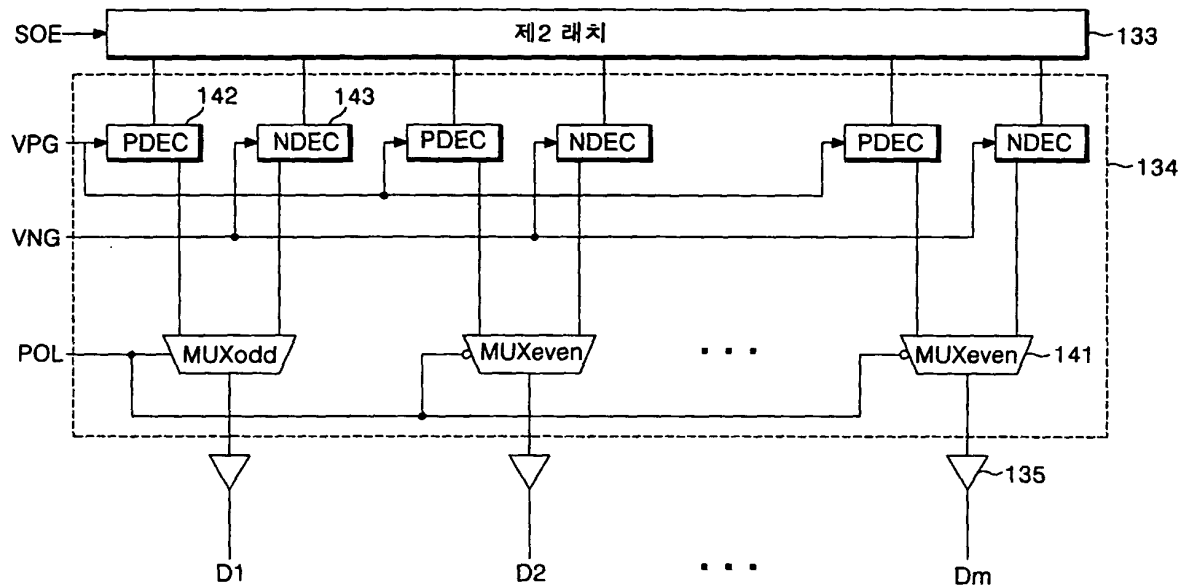 SOE
제2 래치
133
142
143
VPG
PDEC
NDEC
PDEC
NDEC
PDEC
NDEC
134
VNG
POL
MUXodd
MUXeven
. . .
MUXeven
141
135
D1
D2
. . .
Dm